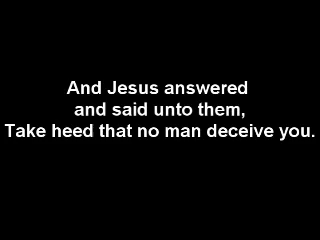 And Jesus answered
and said unto them,
Take heed that no man deceive you.